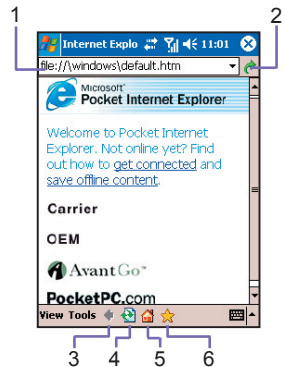 1
2
Internet Explo 11:01
file://\windows\default.htm
Microsoft®
Pocket Internet Explorer
Welcome to Pocket Internet
Explorer. Not online yet? Find
out how to get connected and
save offline content.
Carrier
OEM
AvantGo™
PocketPC.com
View Tools
3 4 5 6